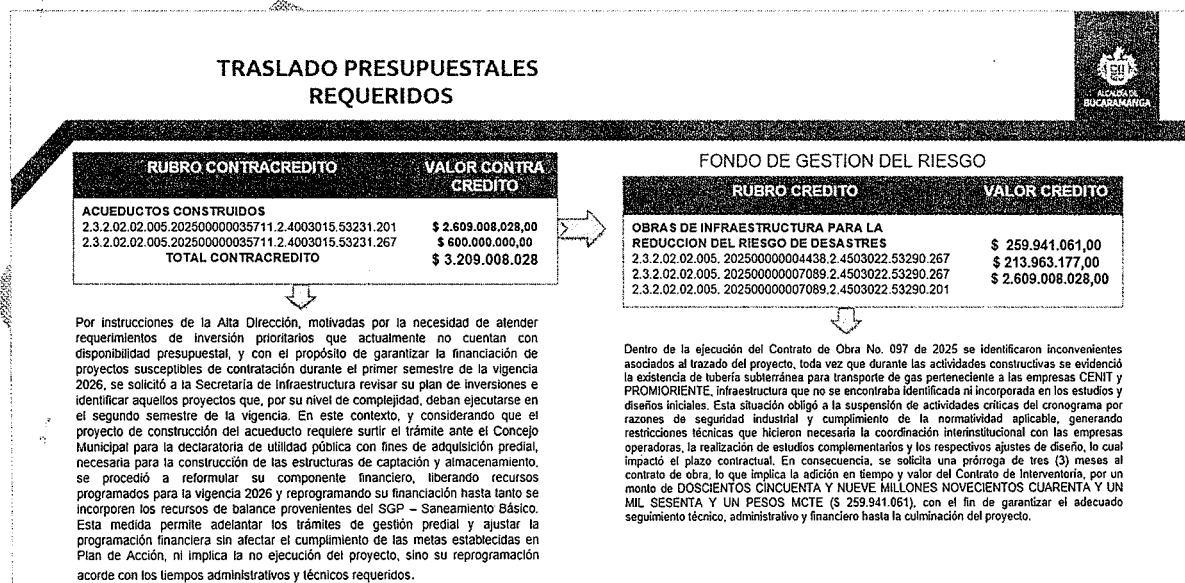 TRASLADO PRESUPUESTALES
REQUERIDOS
ALCALDÍA DE
BUCARAMANGA
RUBRO CONTRACREDITO
VALOR CONTRA
CREDITO
ACUEDUCTOS CONSTRUIDOS
2.3.2.02.02.005.202500000035711.2.4003015.53231.201 $ 2.609.008.028,00
2.3.2.02.02.005.202500000035711.2.4003015.53231.267 $ 600.000.000,00
TOTAL CONTRACREDITO $ 3.209.008.028
Por instrucciones de la Alta Dirección, motivadas por la necesidad de atender
requerimientos de inversión prioritarios que actualmente no cuentan con
disponibilidad presupuestal, y con el propósito de garantizar la financiación de
proyectos susceptibles de contratación durante el primer semestre de la vigencia
2026, se solicitó a la Secretaría de Infraestructura revisar su plan de inversiones e
identificar aquellos proyectos que, por su nivel de complejidad, deban ejecutarse en
el segundo semestre de la vigencia. En este contexto, y considerando que el
proyecto de construcción del acueducto requiere surtir el trámite ante el Concejo
Municipal para la declaratoria de utilidad pública con fines de adquisición predial,
necesaria para la construcción de las estructuras de captación y almacenamiento,
se procedió a reformular su componente financiero, liberando recursos
programados para la vigencia 2026 y reprogramando su financiación hasta tanto se
incorporen los recursos de balance provenientes del SGP – Saneamiento Básico.
Esta medida permite adelantar los trámites de gestión predial y ajustar la
programación financiera sin afectar el cumplimiento de las metas establecidas en
Plan de Acción, ni implica la no ejecución del proyecto, sino su reprogramación
acorde con los tiempos administrativos y técnicos requeridos.
FONDO DE GESTION DEL RIESGO
RUBRO CREDITO VALOR CREDITO
OBRAS DE INFRAESTRUCTURA PARA LA
REDUCCION DEL RIESGO DE DESASTRES
2.3.2.02.02.005. 202500000004438.2.4503022.53290.267 $ 259.941.061,00
2.3.2.02.02.005. 202500000007089.2.4503022.53290.267 $ 213.963.177,00
2.3.2.02.02.005. 202500000007089.2.4503022.53290.201 $ 2.609.008.028,00
Dentro de la ejecución del Contrato de Obra No. 097 de 2025 se identificaron inconvenientes
asociados al trazado del proyecto, toda vez que durante las actividades constructivas se evidenció
la existencia de tubería subterránea para transporte de gas perteneciente a las empresas CENIT y
PROMIORIENTE, infraestructura que no se encontraba identificada ni incorporada en los estudios y
diseños iniciales. Esta situación obligó a la suspensión de actividades críticas del cronograma por
razones de seguridad industrial y cumplimiento de la normatividad aplicable, generando
restricciones técnicas que hicieron necesaria la coordinación interinstitucional con las empresas
operadoras, la realización de estudios complementarios y los respectivos ajustes de diseño, lo cual
impactó el plazo contractual. En consecuencia, se solicita una prórroga de tres (3) meses al
contrato de obra, lo que implica la adición en tiempo y valor del Contrato de Interventoría, por un
monto de DOSCIENTOS CINCUENTA Y NUEVE MILLONES NOVECIENTOS CUARENTA Y UN
MIL SESENTA Y UN PESOS MCTE ($ 259.941.061), con el fin de garantizar el adecuado
seguimiento técnico, administrativo y financiero hasta la culminación del proyecto.